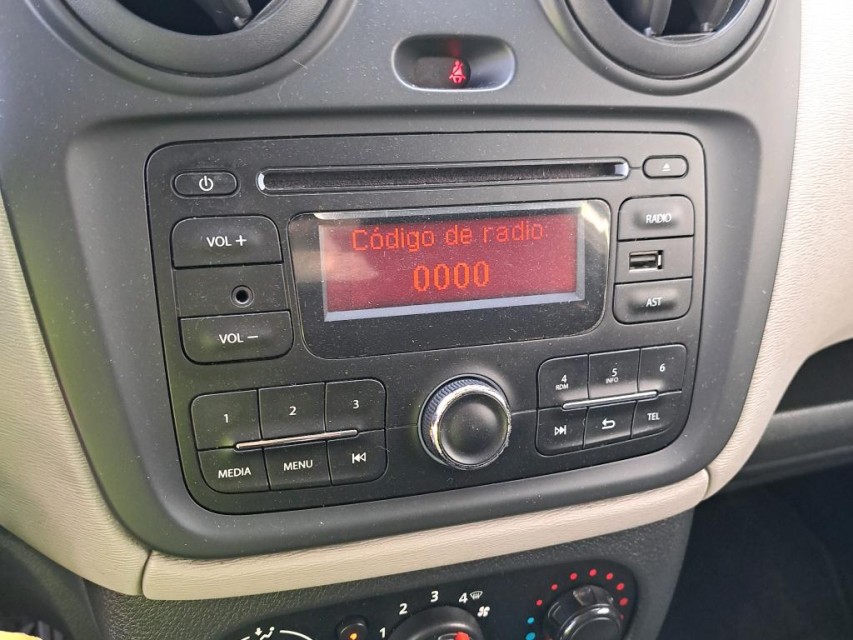 VOL +
VOL −
Código de radio:
0000
RADIO
AST
1
2
3
MEDIA
MENU
4
RDM
5
INFO
6
TEL
1
2
3
4